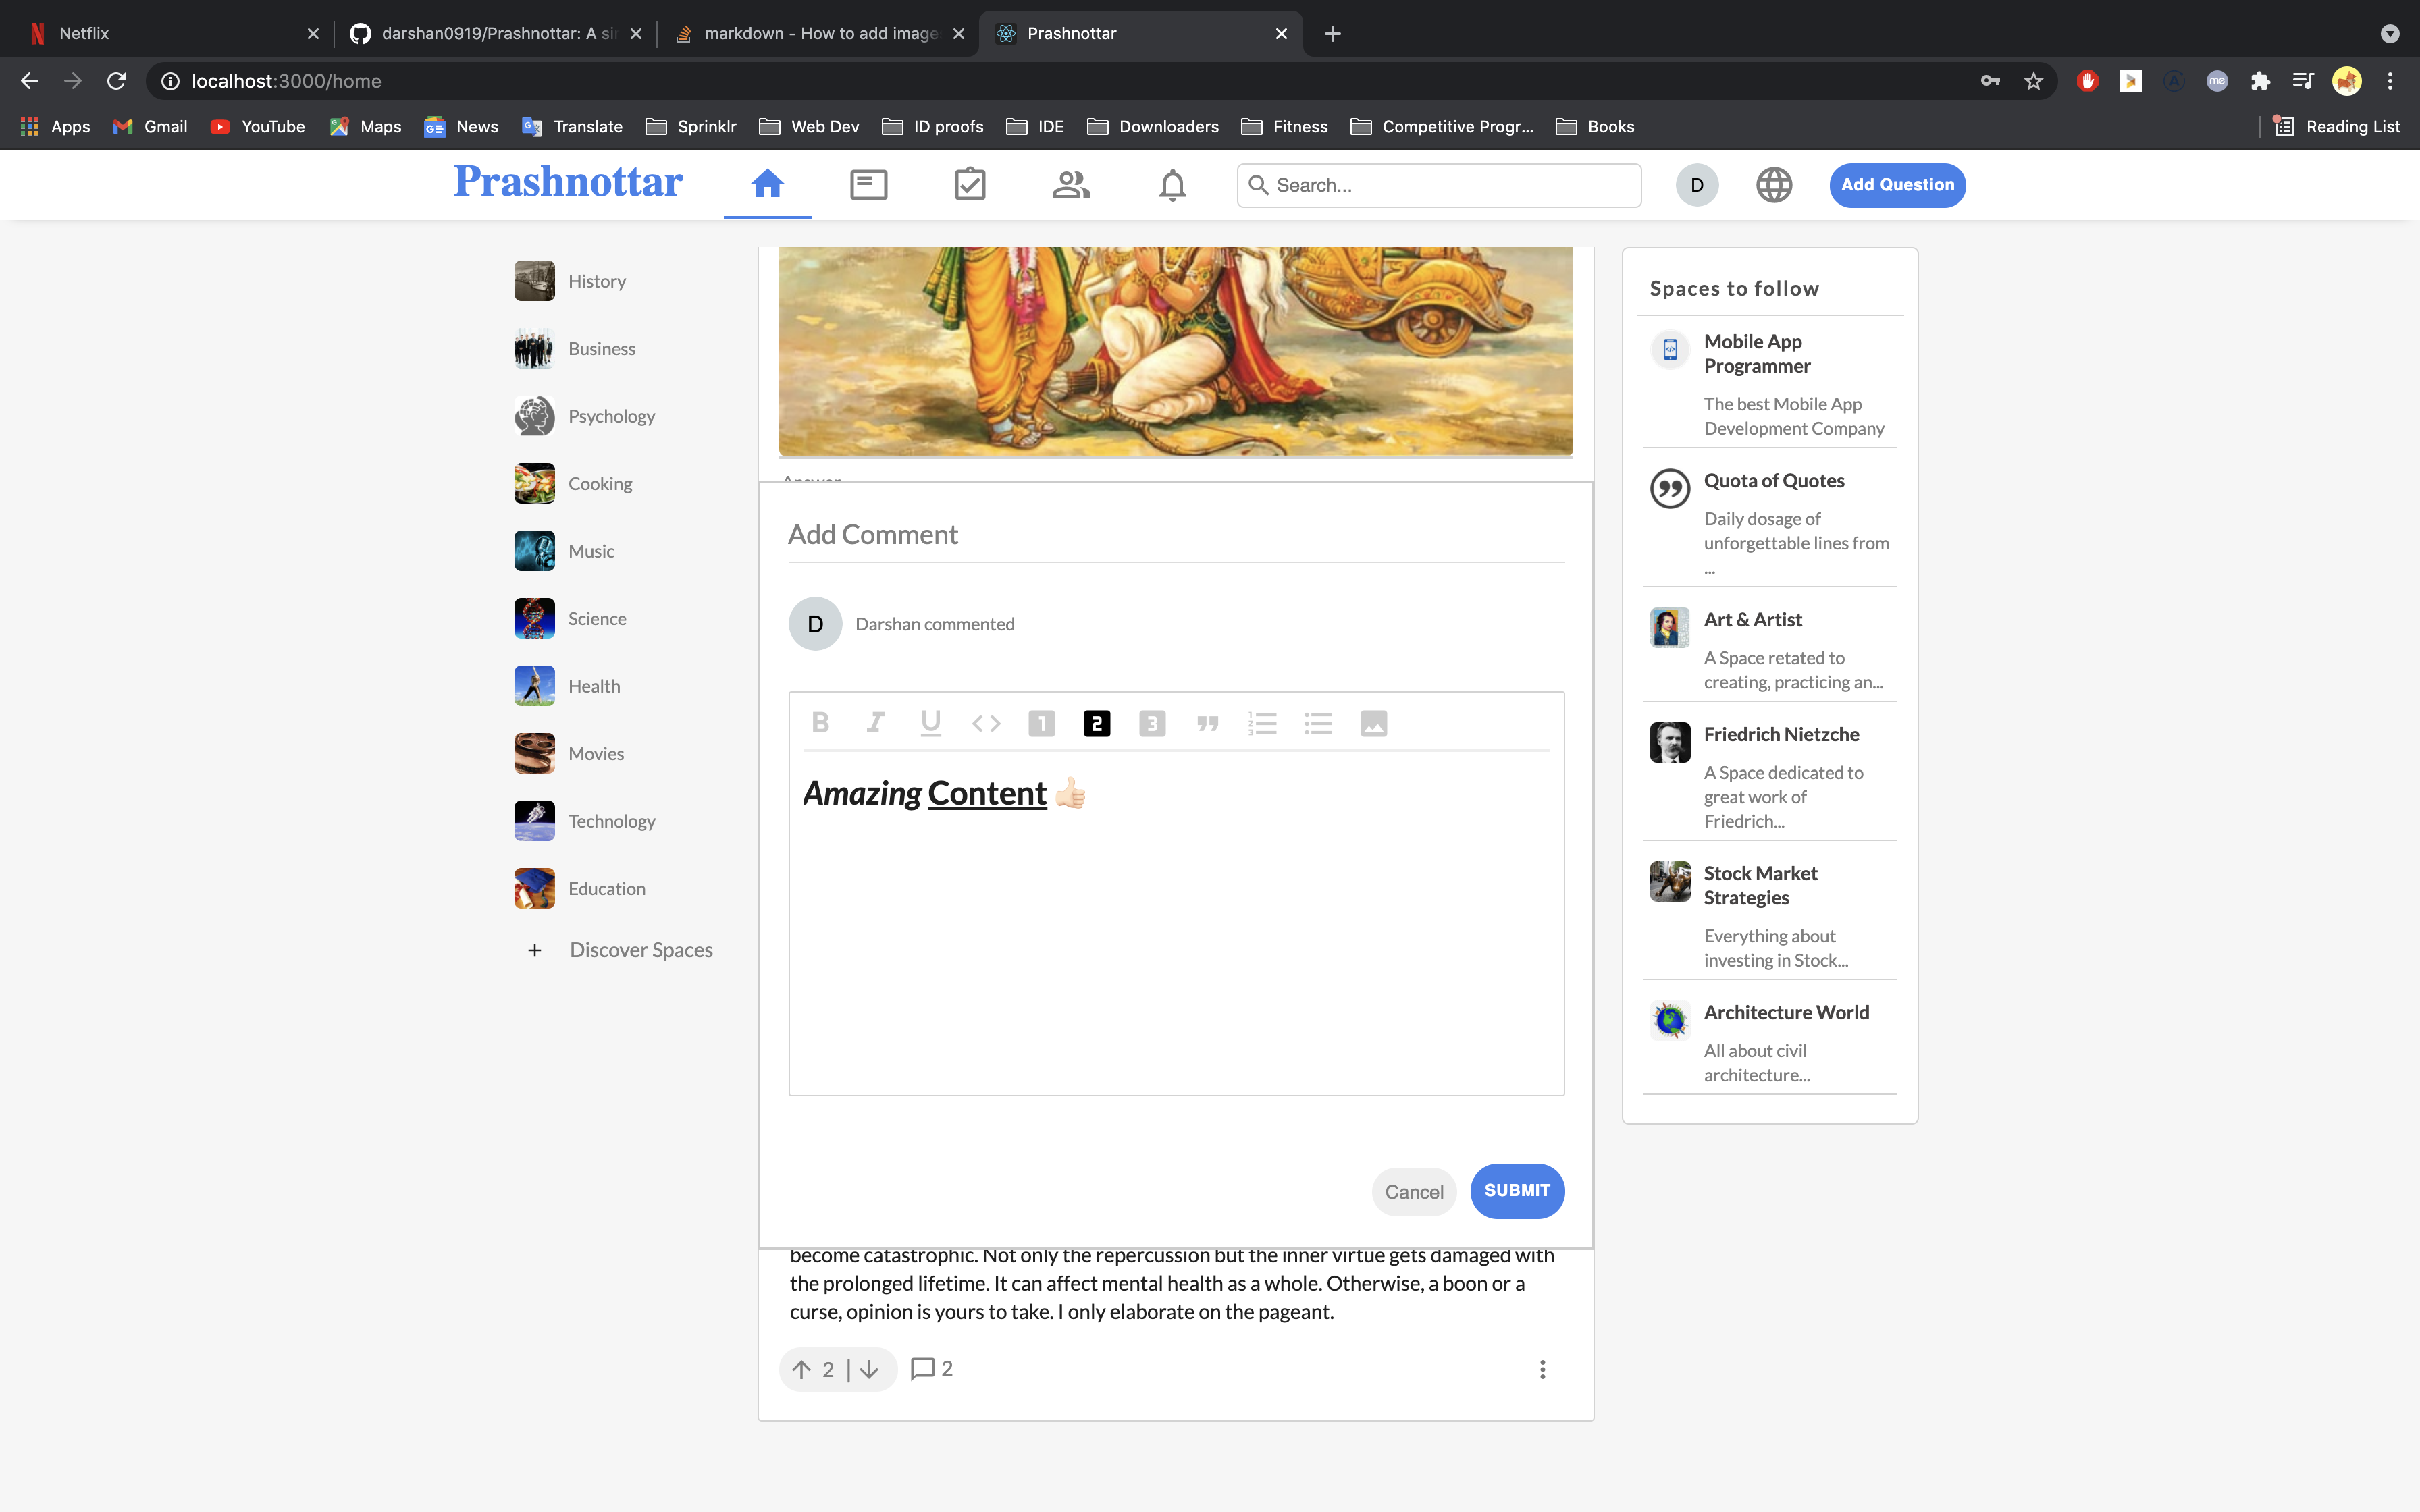 Netflix
darshan0919/Prashnottar: A si
markdown - How to add image
Prashnottar
localhost:3000/home
me
Apps
Gmail
YouTube
Maps
News
Translate
Sprinklr
Web Dev
ID proofs
IDE
Downloaders
Fitness
Competitive Progr...
Books
Reading List
Prashnottar
Search...
D
Add Question
History
Business
Psychology
Cooking
Music
Science
Health
Movies
Technology
Education
+ Discover Spaces
Answer
Add Comment
D
Darshan commented
B I U <> 1 2 3
Amazing Content 👍🏻
Cancel
SUBMIT
become catastrophic. Not only the repercussion but the inner virtue gets damaged with
the prolonged lifetime. It can affect mental health as a whole. Otherwise, a boon or a
curse, opinion is yours to take. I only elaborate on the pageant.
2 |
2
Spaces to follow
Mobile App
Programmer
The best Mobile App
Development Company
Quota of Quotes
Daily dosage of
unforgettable lines from
...
Art & Artist
A Space retated to
creating, practicing an...
Friedrich Nietzche
A Space dedicated to
great work of
Friedrich...
Stock Market
Strategies
Everything about
investing in Stock...
Architecture World
All about civil
architecture...